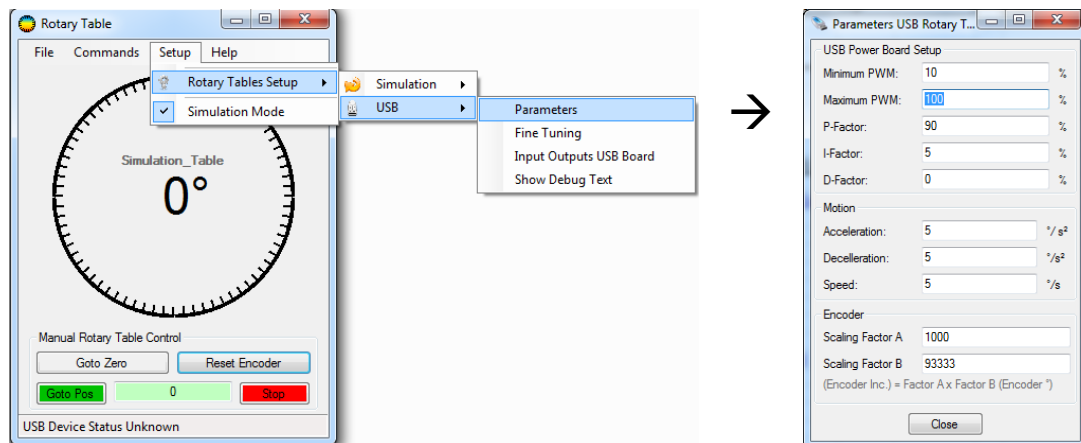 Rotary Table
File Commands Setup Help
Rotary Tables Setup
Simulation Mode
Simulation
USB
Parameters
Fine Tuning
Input Outputs USB Board
Show Debug Text
Simulation_Table
0°
Manual Rotary Table Control
Goto Zero Reset Encoder
Goto Pos 0 Stop
USB Device Status Unknown
→
Parameters USB Rotary T...
USB Power Board Setup
Minimum PWM: 10 %
Maximum PWM: 100 %
P-Factor: 90 %
I-Factor: 5 %
D-Factor: 0 %
Motion
Acceleration: 5 °/s²
Decelleration: 5 °/s²
Speed: 5 °/s
Encoder
Scaling Factor A 1000
Scaling Factor B 93333
(Encoder Inc.) = Factor A x Factor B (Encoder °)
Close